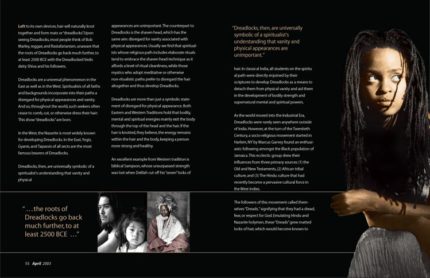 Left to its own devices, hair will naturally knot
together and form mats or 'dreadlocks'. Upon
seeing Dreadlocks, most people think of Bob
Marley, reggae, and Rastafarianism, unaware that
the roots of Dreadlocks go back much further, to
at least 2500 BCE with the Dreadlocked Vedic
deity Shiva and his followers.
Dreadlocks are a universal phenomenon in the
East as well as in the West. Spiritualists of all faiths
and backgrounds incorporate into their paths a
disregard for physical appearances and vanity.
And so, throughout the world, such seekers often
cease to comb, cut, or otherwise dress their hair:
This is how "dreadlocks" are born.
In the West, the Nazarite is most widely known
for developing Dreadlocks. In the East, Yogis,
Gyanis, and Tapasvis of all sects are the most
famous bearers of Dreadlocks.
Dreadlocks, then, are universally symbolic of a
spiritualist's understanding that vanity and
physical
appearances are unimportant. The counterpart to
Dreadlocks is the shaven head, which has the
same aim: disregard for vanity associated with
physical appearances. Usually we find that spiritual-
ists whose religious path includes elaborate rituals
tend to embrace the shaven head technique as it
affords a level of ritual cleanliness, while those
mystics who adopt meditative or otherwise
non-ritualistic paths prefer to disregard the hair
altogether and thus develop Dreadlocks.
Dreadlocks are more than just a symbolic state-
ment of disregard for physical appearance. Both
Eastern and Western Traditions hold that bodily,
mental and spiritual energies mainly exit the body
through the top of the head and the hair. If the
hair is knotted, they believe, the energy remains
within the hair and the body, keeping a person
more strong and healthy.
An excellent example from Western tradition is
Biblical Sampson, whose unsurpassed strength
was lost when Delilah cut off his "seven" locks of
"Dreadlocks, then, are universally
symbolic of a spiritualist's
understanding that vanity and
physical appearances are
unimportant."
hair. In classical India, all students on the spiritu-
al path were directly enjoined by their
scriptures to develop Dreadlocks as a means to
detach them from physical vanity and aid them
in the development of bodily strength and
supernatural mental and spiritual powers.
As the world moved into the Industrial Era,
Dreadlocks were rarely seen anywhere outside
of India. However, at the turn of the Twentieth
Century, a socio-religious movement started in
Harlem, NY by Marcus Garvey found an enthusi-
astic following amongst the Black population of
Jamaica. This eclectic group drew their
influences from three primary sources: (1) the
Old and New Testaments, (2) African tribal
culture, and (3) The Hindu culture that had
recently become a pervasive cultural force in
the West Indies.
The followers of this movement called them-
selves "Dreads," signifying that they had a dread,
fear, or respect for God. Emulating Hindu and
Nazarite holymen, these "Dreads" grew matted
locks of hair, which would become known to
"…the roots of
Dreadlocks go back
much further, to at
least 2500 BCE …"
55 April 2003